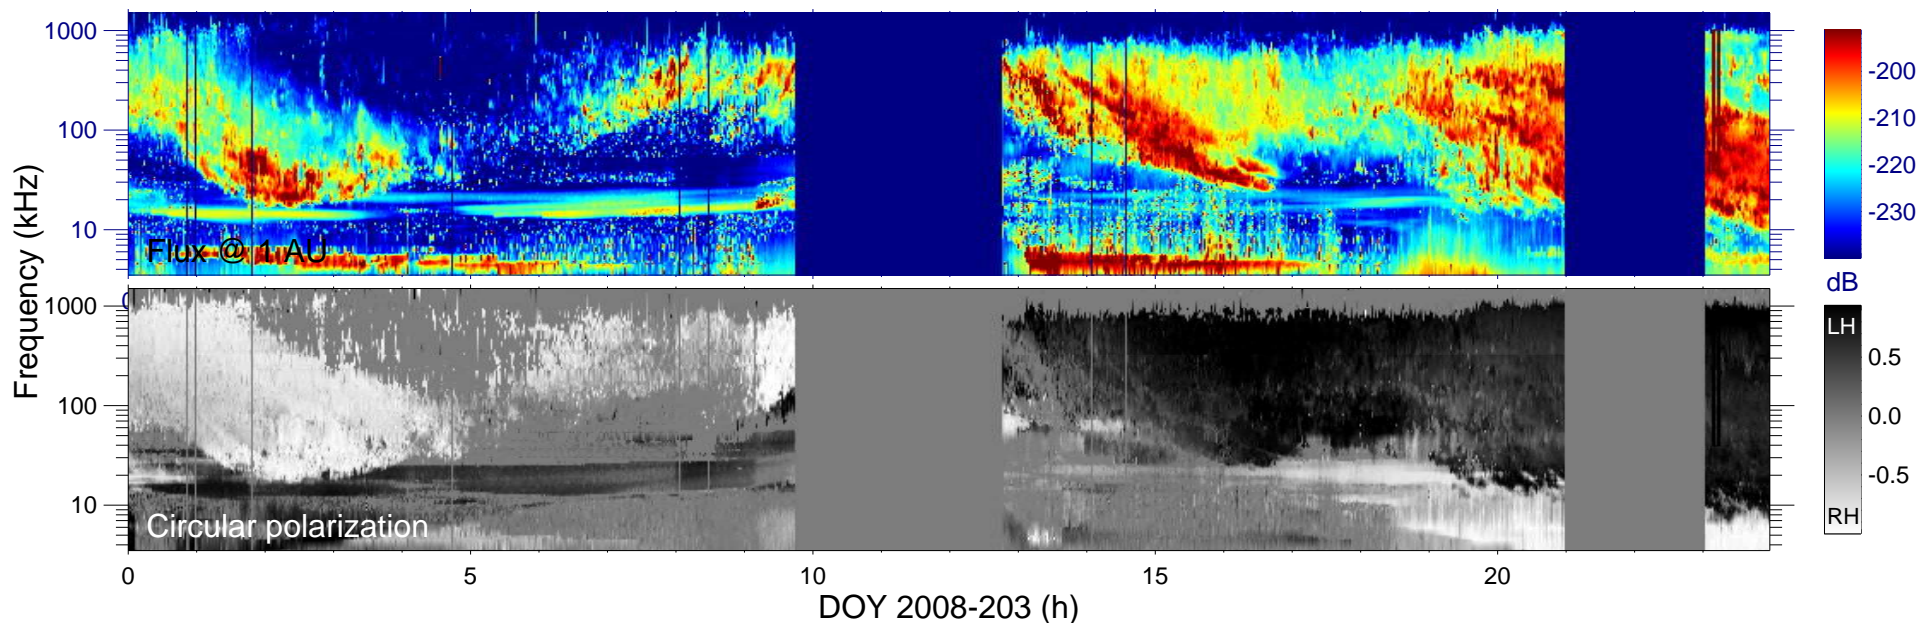 1000
100
10
Flux @ 1 AU
-200
-210
-220
-230
dB
Frequency (kHz)
0
1000
100
10
Circular polarization
LH
0.5
0.0
-0.5
RH
0
5
10
15
20
DOY 2008-203 (h)